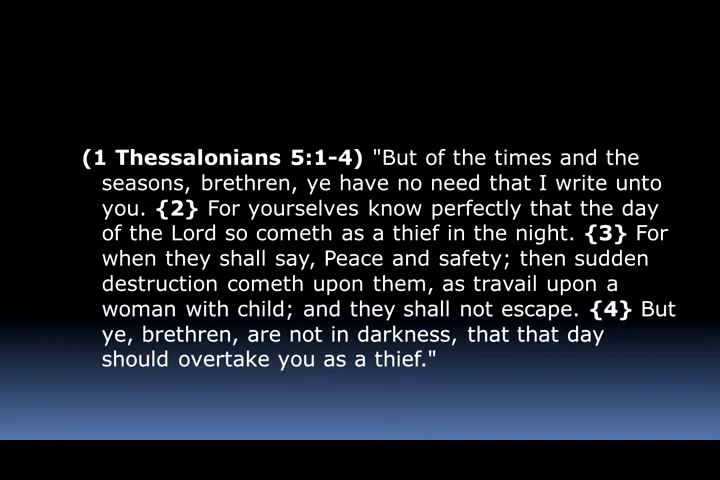 (1 Thessalonians 5:1-4) "But of the times and the
seasons, brethren, ye have no need that I write unto
you. {2} For yourselves know perfectly that the day
of the Lord so cometh as a thief in the night. {3} For
when they shall say, Peace and safety; then sudden
destruction cometh upon them, as travail upon a
woman with child; and they shall not escape. {4} But
ye, brethren, are not in darkness, that that day
should overtake you as a thief."